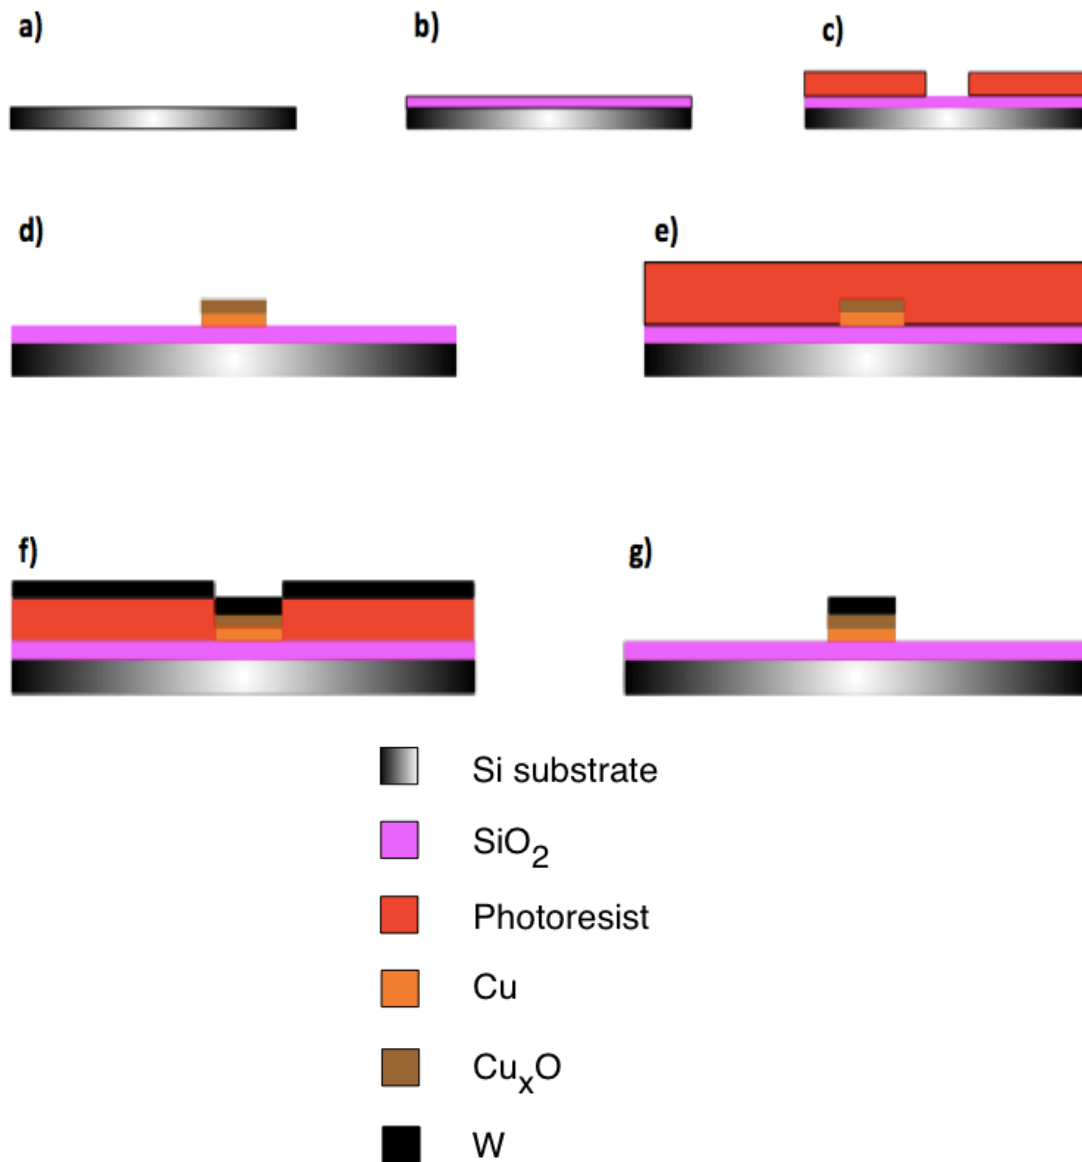 a)
b)
c)
d)
e)
f)
g)
Si substrate
SiO₂
Photoresist
Cu
CuₓO
W